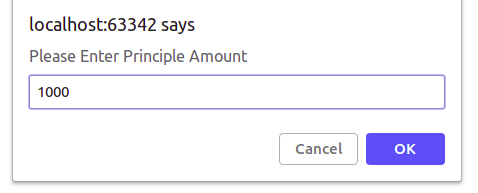 localhost:63342 says
Please Enter Principle Amount
1000
Cancel OK